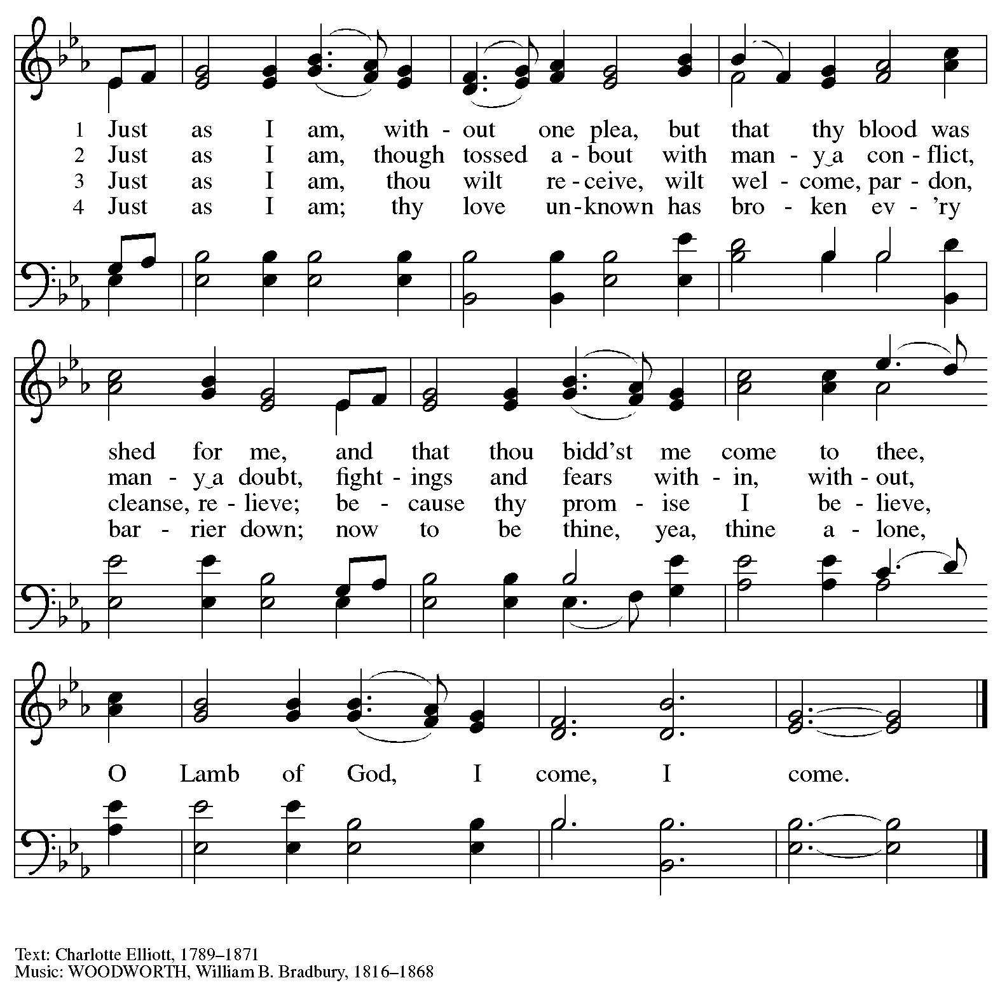 1 Just as I am, with - out one plea, but that thy blood was
2 Just as I am, though tossed a - bout with man - y a con - flict,
3 Just as I am, thou wilt re - ceive, wilt wel - come, par - don,
4 Just as I am; thy love un - known has bro - ken ev - 'ry
shed for me, and that thou bidd'st me come to thee,
man - y a doubt, fight - ings and fears with - in, with - out,
cleanse, re - lieve; be - cause thy prom - ise I be - lieve,
bar - rier down; now to be thine, yea, thine a - lone,
O Lamb of God, I come, I come.
Text: Charlotte Elliott, 1789–1871
Music: WOODWORTH, William B. Bradbury, 1816–1868